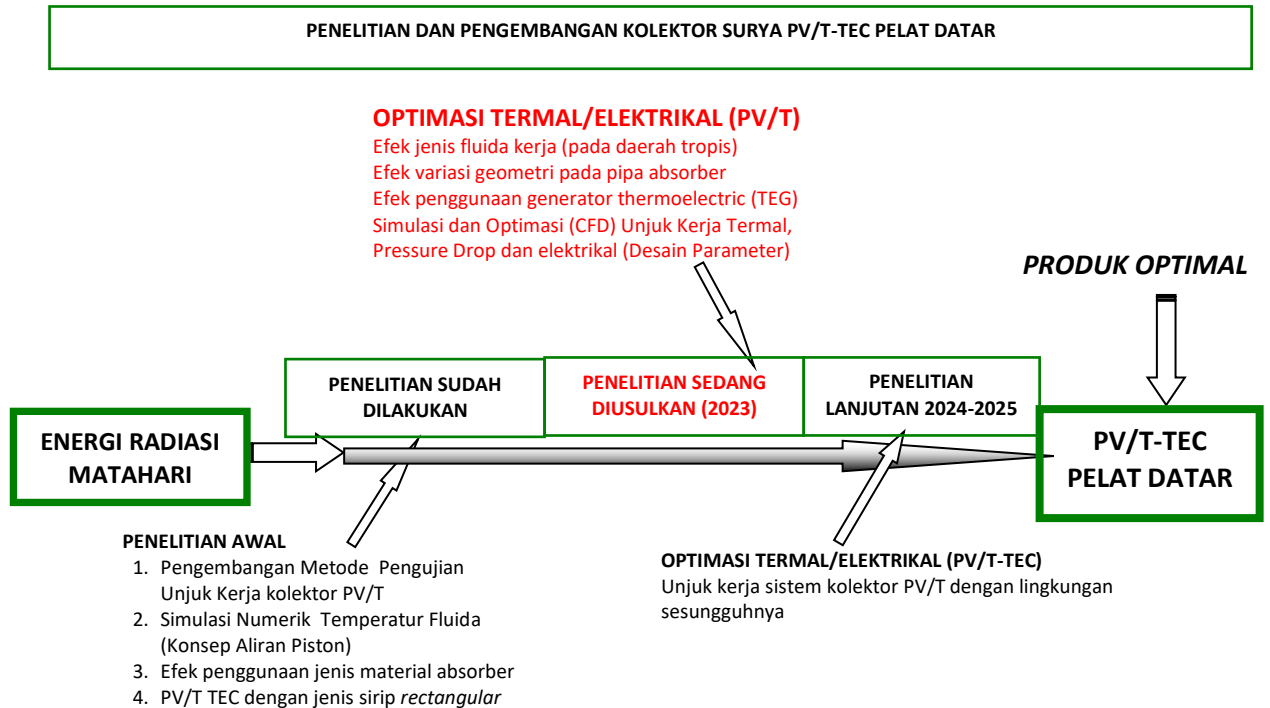 PENELITIAN DAN PENGEMBANGAN KOLEKTOR SURYA PV/T-TEC PELAT DATAR
OPTIMASI TERMAL/ELEKTRIKAL (PV/T)
Efek jenis fluida kerja (pada daerah tropis)
Efek variasi geometri pada pipa absorber
Efek penggunaan generator thermoelectric (TEG)
Simulasi dan Optimasi (CFD) Unjuk Kerja Termal,
Pressure Drop dan elektrikal (Desain Parameter)
PRODUK OPTIMAL
PENELITIAN SUDAH
DILAKUKAN
PENELITIAN SEDANG
DIUSULKAN (2023)
PENELITIAN
LANJUTAN 2024-2025
ENERGI RADIASI
MATAHARI
PV/T-TEC
PELAT DATAR
PENELITIAN AWAL
1. Pengembangan Metode Pengujian
Unjuk Kerja kolektor PV/T
2. Simulasi Numerik Temperatur Fluida
(Konsep Aliran Piston)
3. Efek penggunaan jenis material absorber
4. PV/T TEC dengan jenis sirip rectangular
OPTIMASI TERMAL/ELEKTRIKAL (PV/T-TEC)
Unjuk kerja sistem kolektor PV/T dengan lingkungan
sesungguhnya